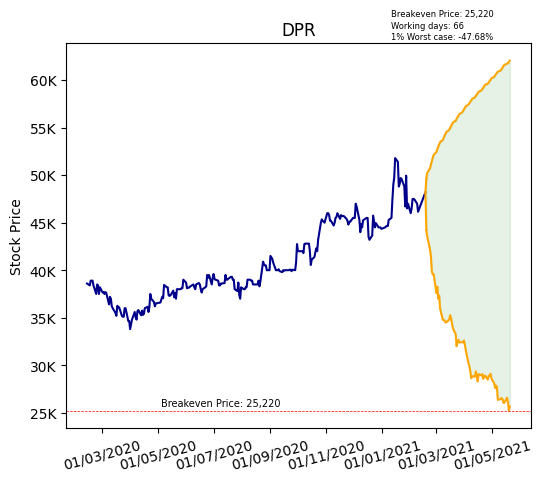 Breakeven Price: 25,220
Working days: 66
1% Worst case: -47.68%
DPR
Stock Price
60K
55K
50K
45K
40K
35K
30K
25K
Breakeven Price: 25,220
01/03/2020
01/05/2020
01/07/2020
01/09/2020
01/11/2020
01/01/2021
01/03/2021
01/05/2021